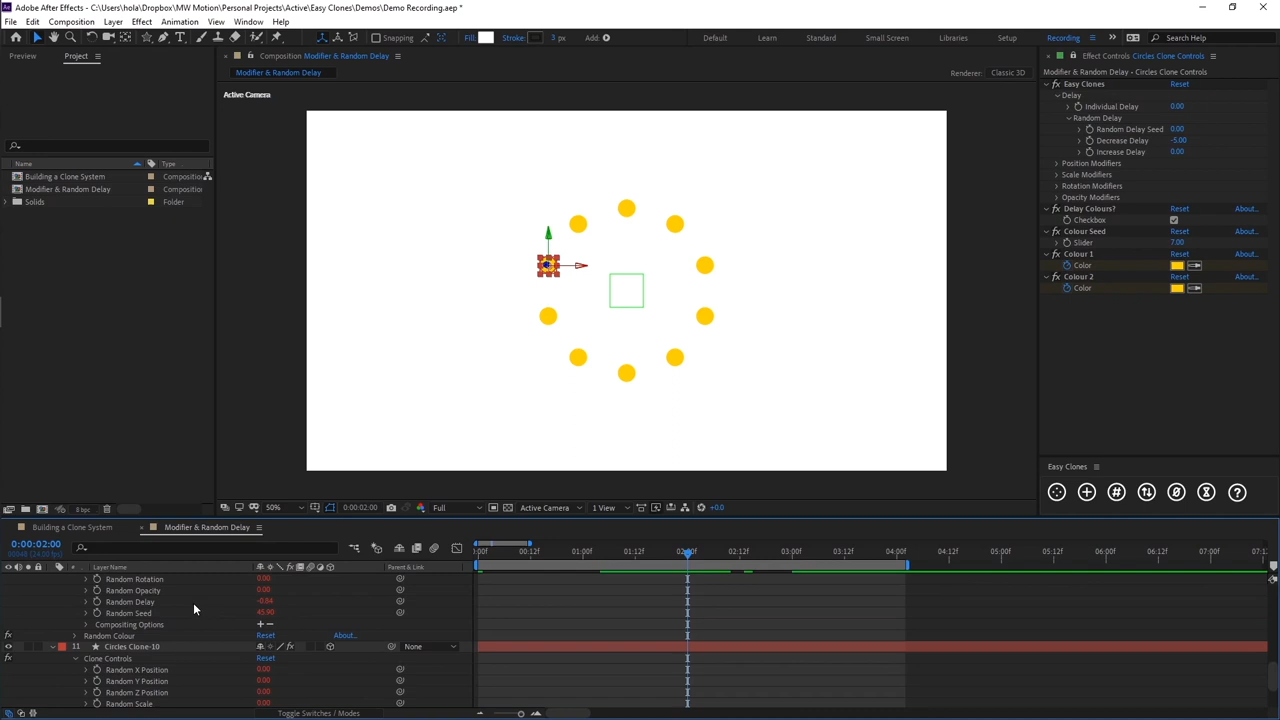 Adobe After Effects - C:\Users\hola\Dropbox\MW Motion\Personal Projects\Active\Easy Clones\Demos\Demo Recording.aep *
File Edit Composition Layer Effect Animation View Window Help
Snapping
Fill: Stroke: 3 px Add:
Default Learn Standard Small Screen Libraries Setup Recording Search Help
Preview Project
Composition Modifier & Random Delay
Effect Controls Circles Clone Controls
Modifier & Random Delay
Renderer: Classic 3D
Modifier & Random Delay • Circles Clone Controls
Active Camera
Easy Clones Reset
Delay
Individual Delay 0.00
Random Delay
Random Delay Seed 0.00
Decrease Delay -5.00
Increase Delay 0.00
Position Modifiers
Scale Modifiers
Rotation Modifiers
Opacity Modifiers
Delay Colours? Reset About...
Checkbox
Colour Seed Reset About...
Slider 7.00
Colour 1 Reset About...
Color
Colour 2 Reset About...
Color
Name Type
Building a Clone System Compositio
Modifier & Random Delay Compositio
Solids Folder
Easy Clones
8 bpc
50% 0:00:02:00 Full Active Camera 1 View +0.0
Building a Clone System Modifier & Random Delay
0:00:02:00
00048 (24.00 fps)
:00f 00:12f 01:00f 01:12f 02:00f 02:12f 03:00f 03:12f 04:00f 04:12f 05:00f 05:12f 06:00f 06:12f 07:00f 07:12
# Layer Name Parent & Link
Random Rotation 0.00
Random Opacity 0.00
Random Delay -0.84
Random Seed 45.90
Compositing Options + −
Random Colour Reset About...
11 Circles Clone-10 None
Clone Controls Reset
Random X Position 0.00
Random Y Position 0.00
Random Z Position 0.00
Random Scale 0.00
Toggle Switches / Modes